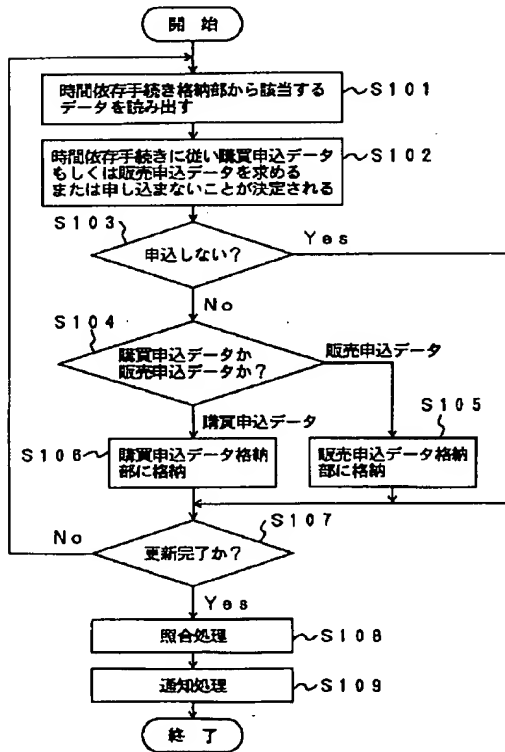 開 始
時間依存手続き格納部から該当する
データを読み出す
S101
時間依存手続きに従い購買申込データ
もしくは販売申込データを求める
または申し込まないことが決定される
S102
S103
申込しない?
Yes
No
S104
購買申込データか
販売申込データか?
販売申込データ
購買申込データ
S105
S106
購買申込データ格納
部に格納
販売申込データ格納
部に格納
S107
No
更新完了か?
Yes
照合処理
S108
通知処理
S109
終 了